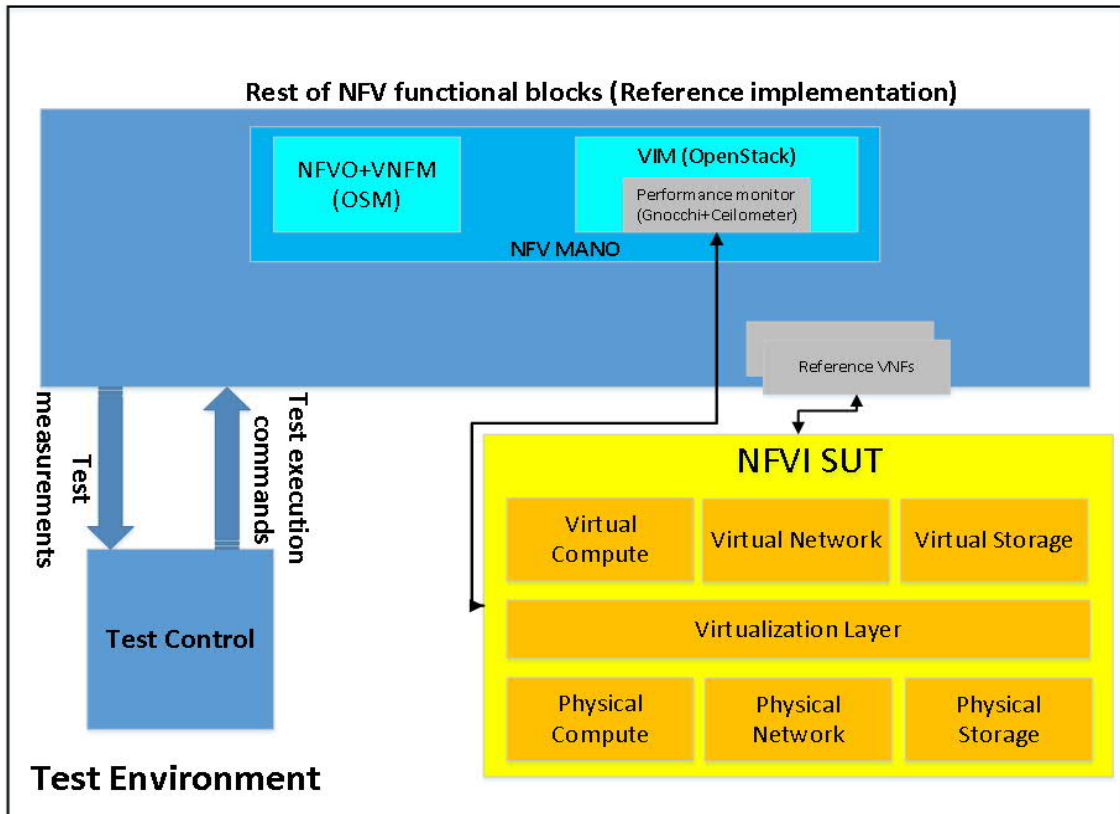 Rest of NFV functional blocks (Reference implementation)
NFVO+VNFM
(OSM)
VIM (OpenStack)
Performance monitor
(Gnocchi+Ceilometer)
NFV MANO
Reference VNFs
Test
measurements
Test execution
commands
Test Control
NFVI SUT
Virtual
Compute
Virtual Network
Virtual Storage
Virtualization Layer
Physical
Compute
Physical
Network
Physical
Storage
Test Environment